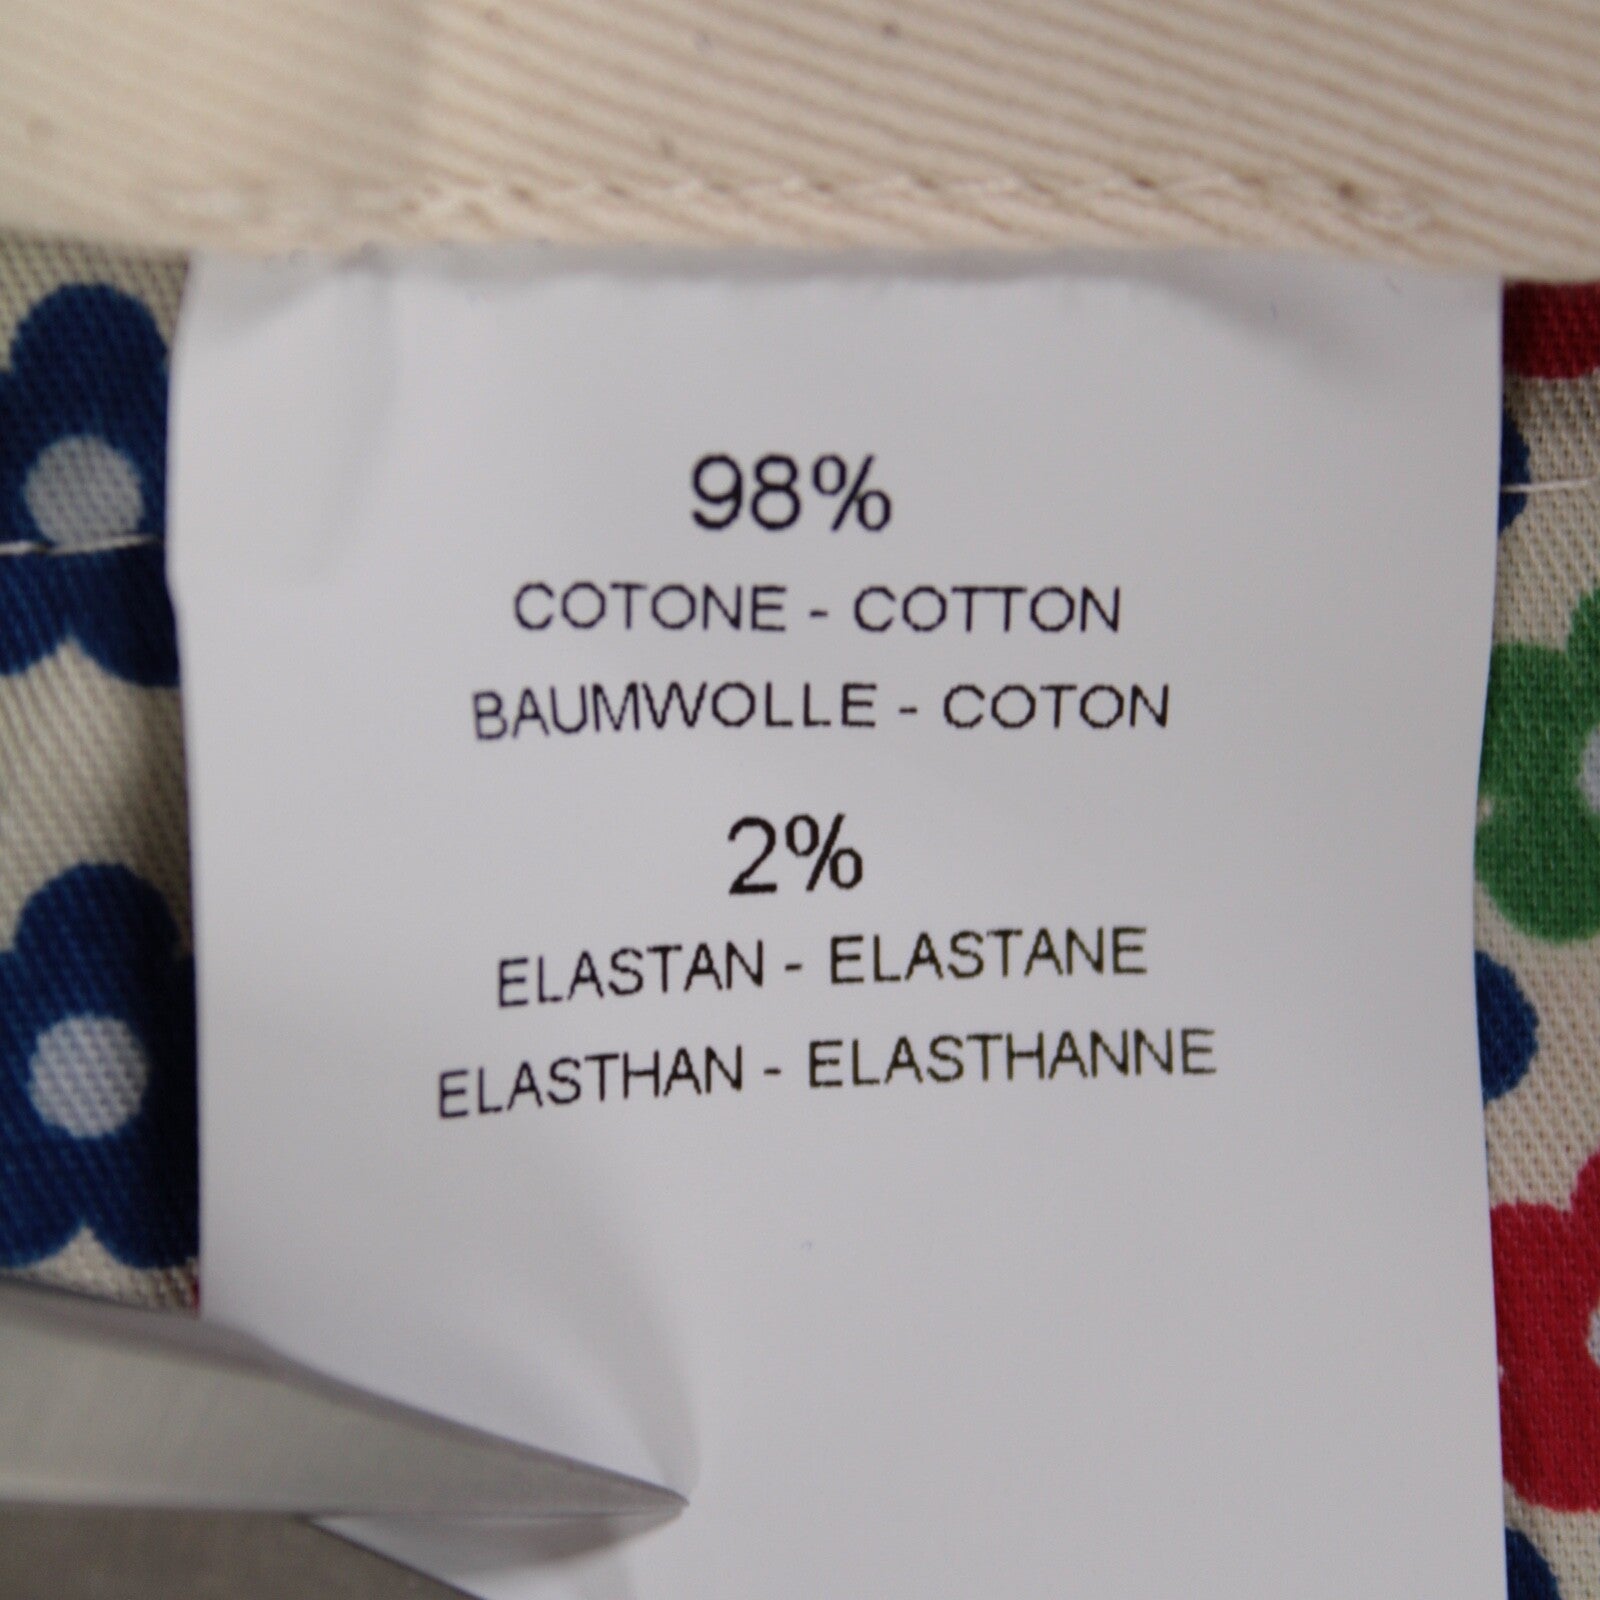 98%
COTONE - COTTON
BAUMWOLLE - COTON
2%
ELASTAN - ELASTANE
ELASTHAN - ELASTHANNE